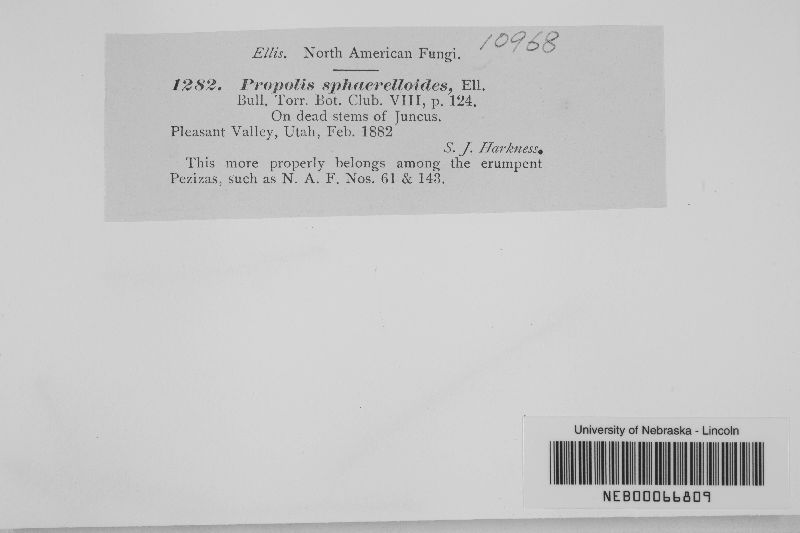 Ellis. North American Fungi. 10968
1282. Propolis sphaerelloides, Ell.
Bull. Torr. Bot. Club. VIII, p. 124.
On dead stems of Juncus.
Pleasant Valley, Utah, Feb. 1882
S. J. Harkness.
This more properly belongs among the erumpent
Pezizas, such as N. A. F. Nos. 61 & 143.
University of Nebraska - Lincoln
NEB00066809